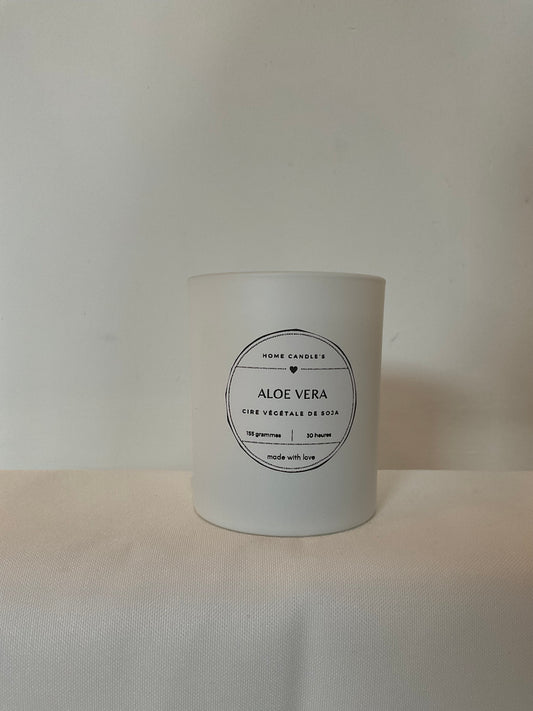 HOME CANDLE'S
ALOE VERA
CIRE VÉGÉTALE DE SOJA
155 grammes | 30 heures
made with love